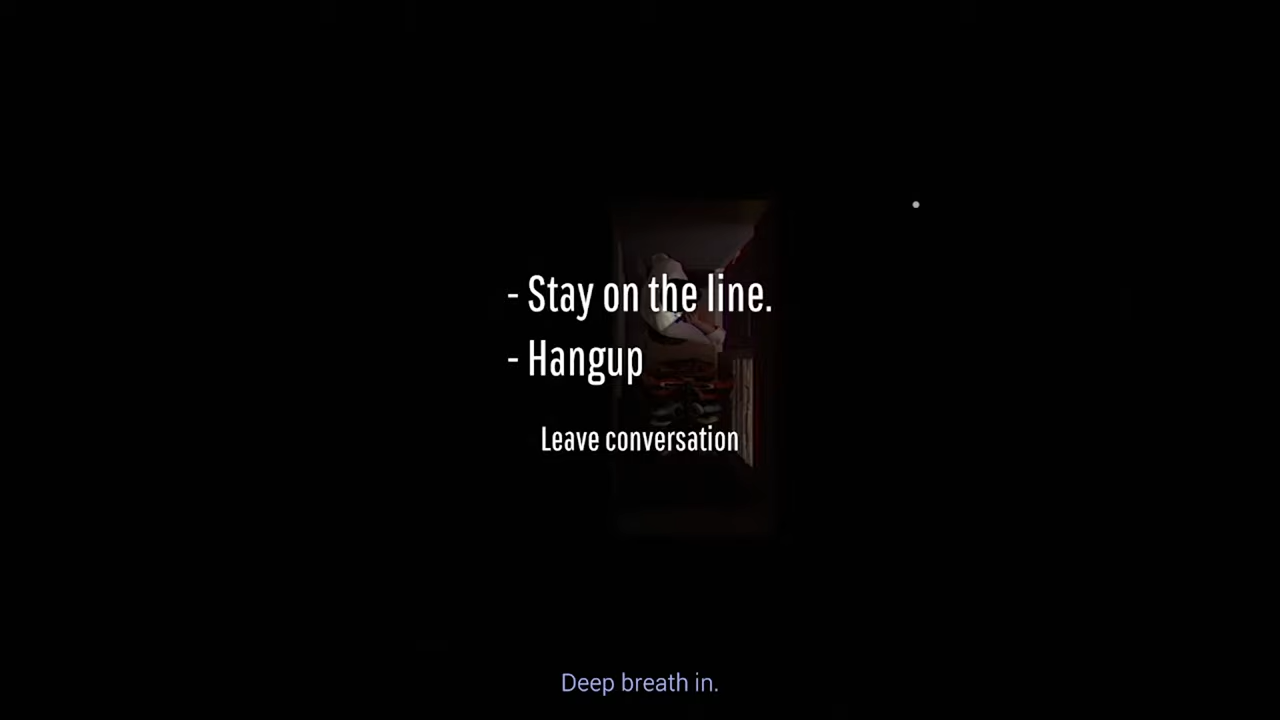 - Stay on the line.
- Hangup
Leave conversation
Deep breath in.